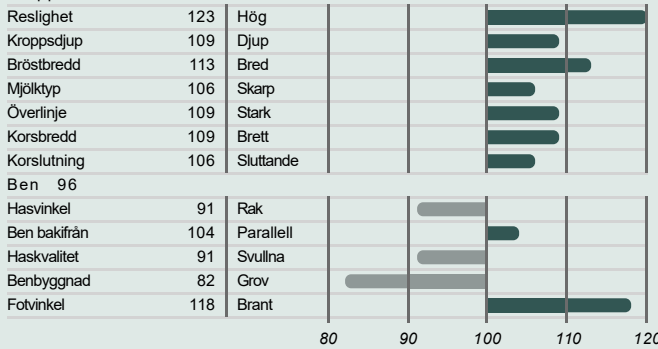 Reslighet 123 Hög
Kroppsdjup 109 Djup
Bröstbredd 113 Bred
Mjölktyp 106 Skarp
Överlinje 109 Stark
Korsbredd 109 Brett
Korslutning 106 Sluttande
Ben 96
Hasvinkel 91 Rak
Ben bakifrån 104 Parallell
Haskvalitet 91 Svullna
Benbyggnad 82 Grov
Fotvinkel 118 Brant
80 90 100 110 120